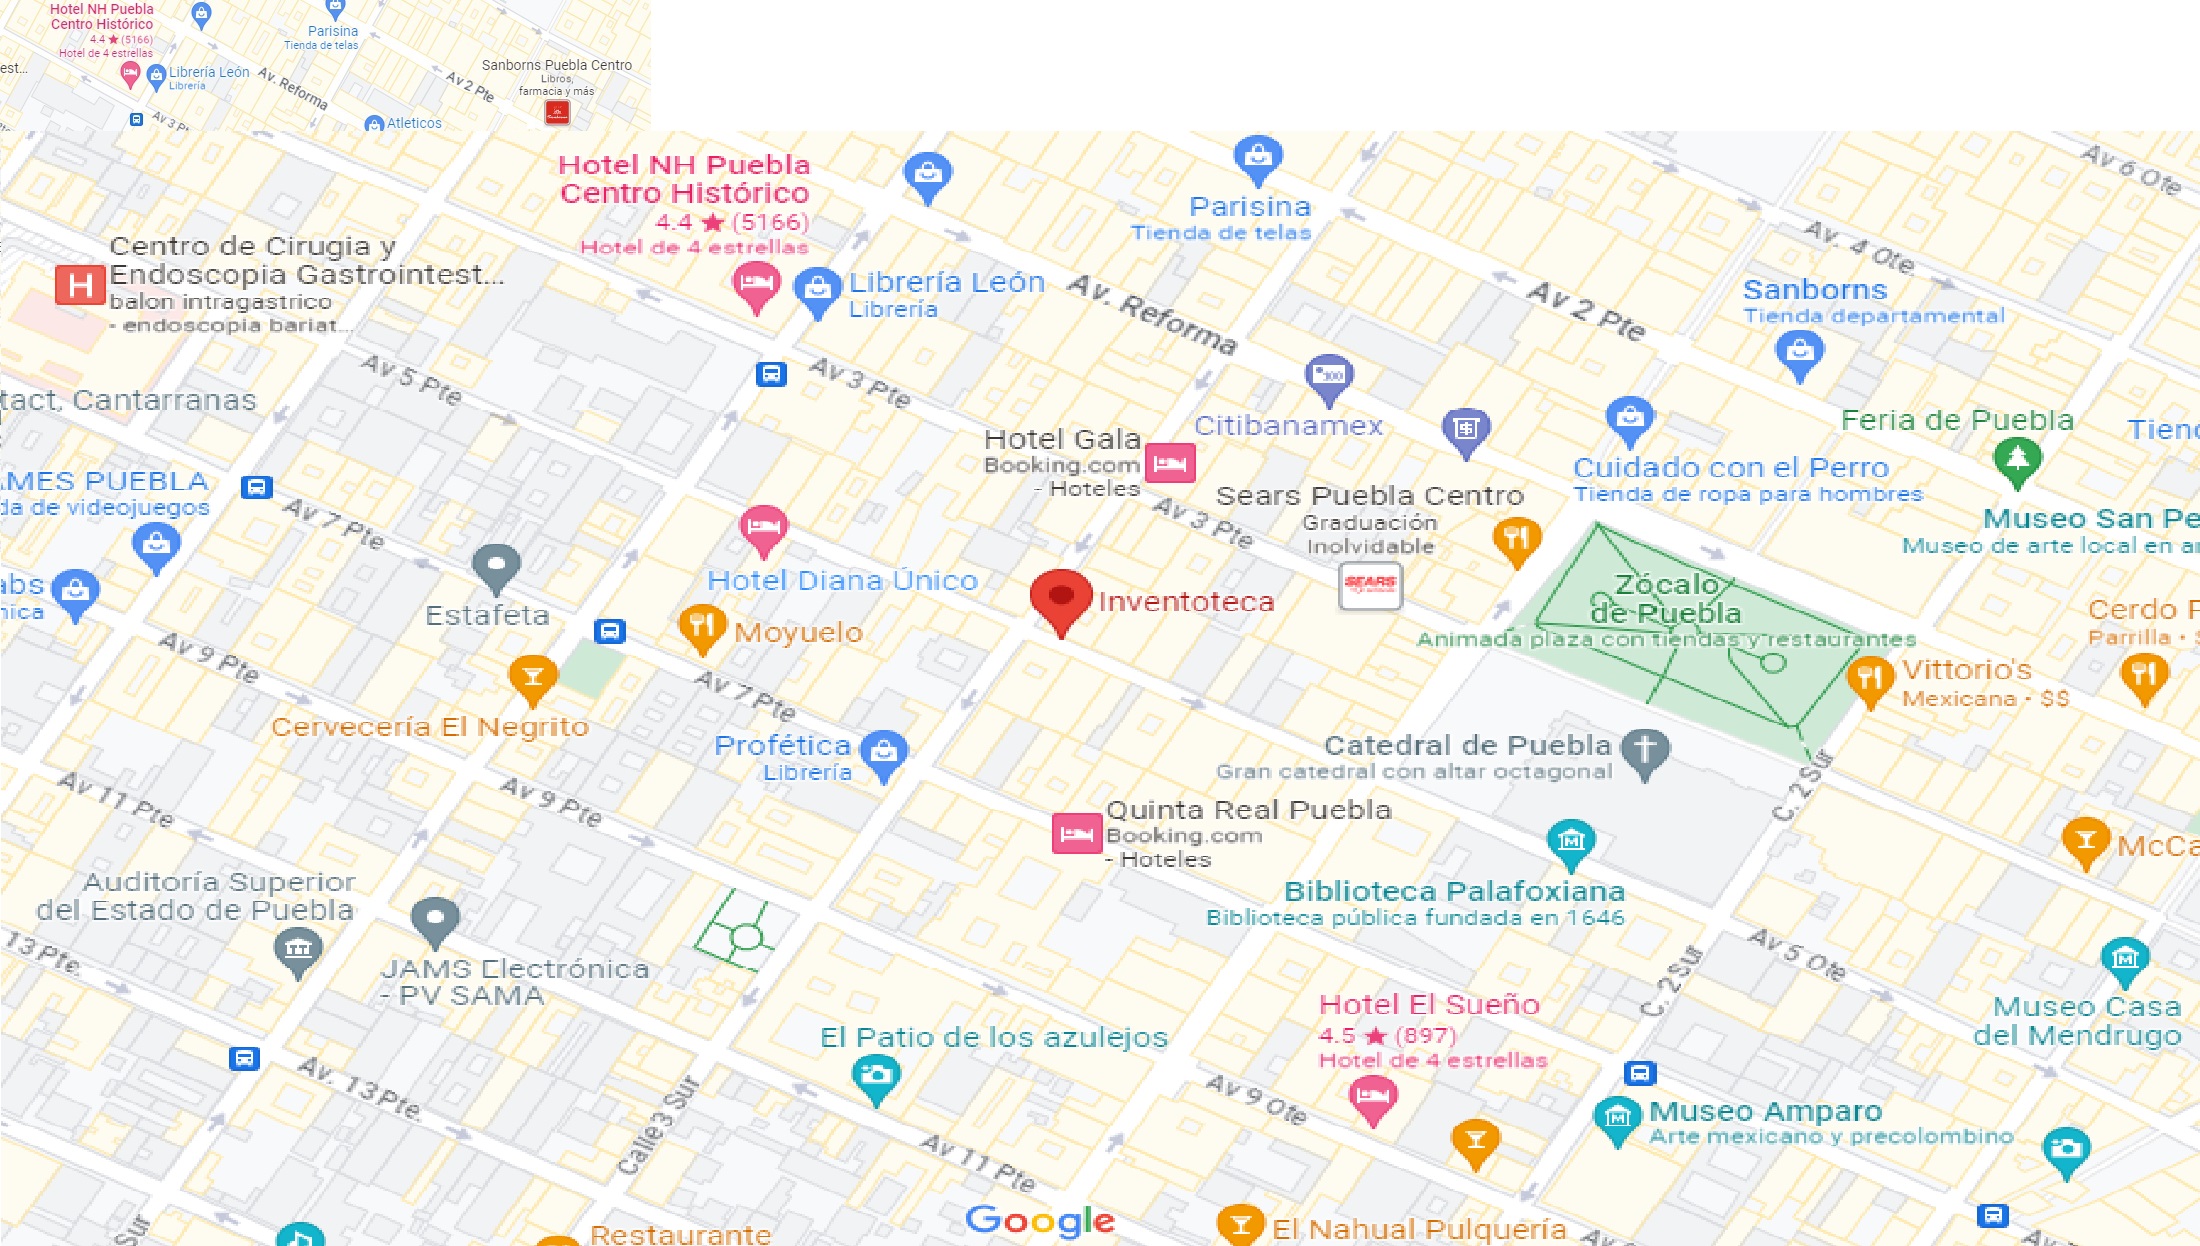 Hotel NH Puebla
Centro Histórico
4.4 ★ (5166)
Hotel de 4 estrellas
Parisina
Tienda de telas
est...
Librería León
Librería
Av. Reforma
Av 2 Pte
Sanborns Puebla Centro
Libros,
farmacia y más
Av 3 Pt
Atleticos
Hotel NH Puebla
Centro Histórico
4.4 ★ (5166)
Hotel de 4 estrellas
Parisina
Tienda de telas
Av 6 Ote
Av. 4 Ote
Centro de Cirugia y
Endoscopia Gastrointest...
balon intragastrico
- endoscopia bariat...
H
Librería León
Librería
Av. Reforma
Av 2 Pte
Sanborns
Tienda departamental
Av 5 Pte
Av 3 Pte
tact, Cantarranas
Citibanamex
Feria de Puebla
Tiend
Hotel Gala
Booking.com
- Hoteles
Cuidado con el Perro
Tienda de ropa para hombres
AMES PUEBLA
da de videojuegos
Av 7 Pte
Av 3 Pte
Sears Puebla Centro
Graduación
Inolvidable
SEARS
Museo San Pe
Museo de arte local en an
Hotel Diana Único
abs
nica
Estafeta
Moyuelo
Inventoteca
Zócalo
de Puebla
Animada plaza con tiendas y restaurantes
Cerdo
Parrilla · $
Av 9 Pte
Av 7 Pte
Vittorio's
Mexicana · $$
Cervecería El Negrito
Profética
Librería
Catedral de Puebla
Gran catedral con altar octagonal
C. 2 Sur
Av 11 Pte
Av 9 Pte
Quinta Real Puebla
Booking.com
- Hoteles
McCa
Auditoría Superior
del Estado de Puebla
Biblioteca Palafoxiana
Biblioteca pública fundada en 1646
13 Pte.
JAMS Electrónica
- PV SAMA
C. 2 Sur
Av 5 Ote
Museo Casa
del Mendrugo
El Patio de los azulejos
Hotel El Sueño
4.5 ★ (897)
Hotel de 4 estrellas
Av. 13 Pte.
Calle 3 Sur
Av 9 Ote
Museo Amparo
Arte mexicano y precolombino
Av 11 Pte
Sur
Google
Restaurante
El Nahual Pulquería